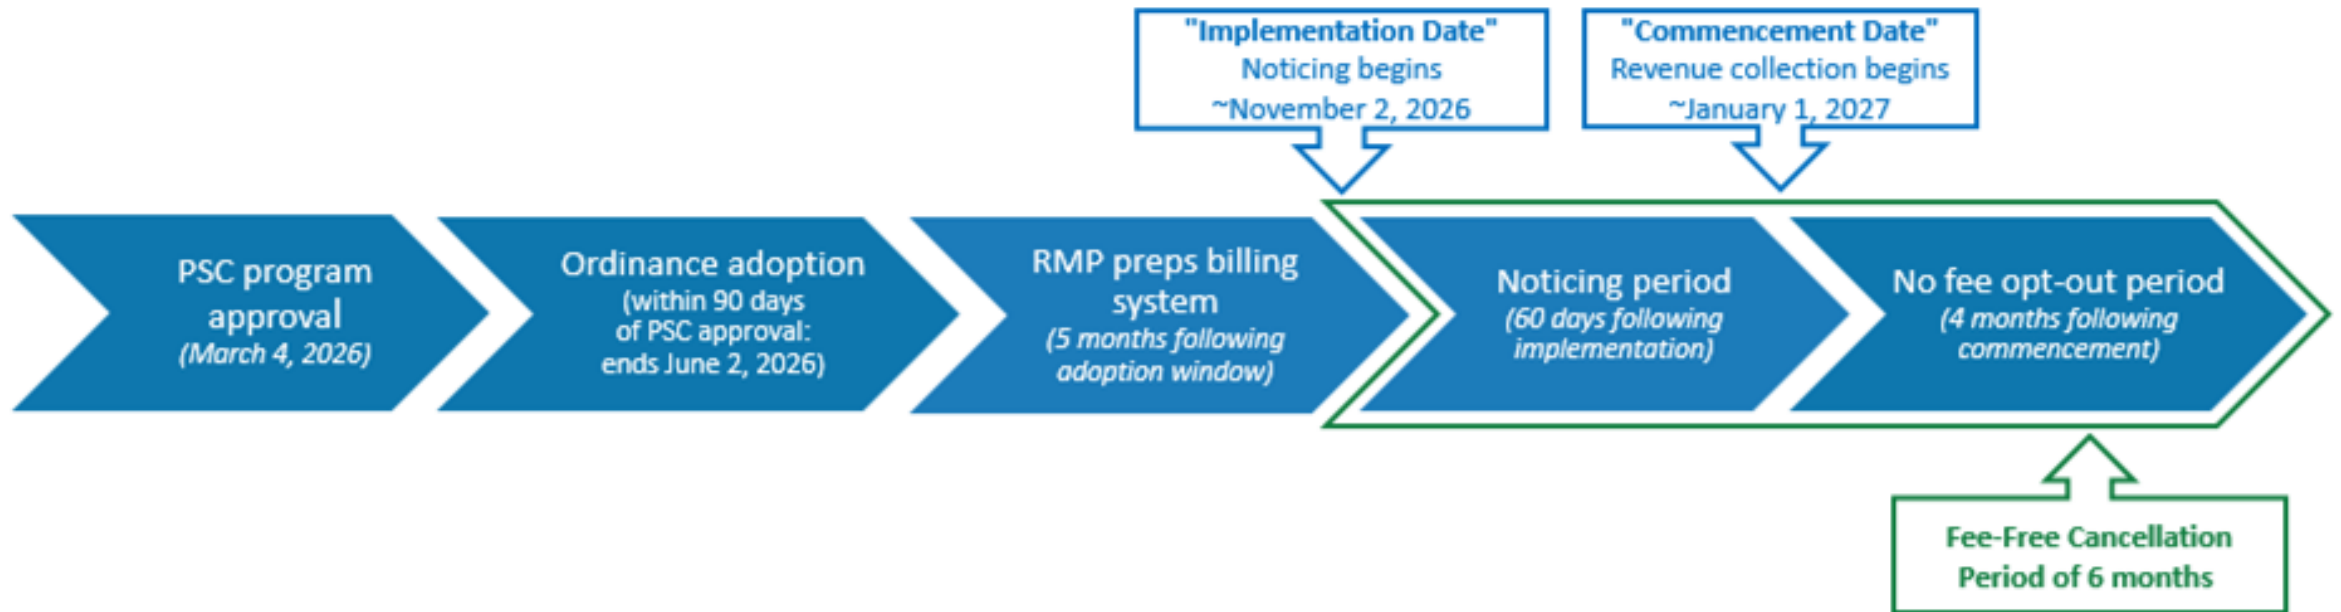 "Implementation Date"
Noticing begins
~November 2, 2026
"Commencement Date"
Revenue collection begins
~January 1, 2027
PSC program
approval
(March 4, 2026)
Ordinance adoption
(within 90 days
of PSC approval:
ends June 2, 2026)
RMP preps billing
system
(5 months following
adoption window)
Noticing period
(60 days following
implementation)
No fee opt-out period
(4 months following
commencement)
Fee-Free Cancellation
Period of 6 months